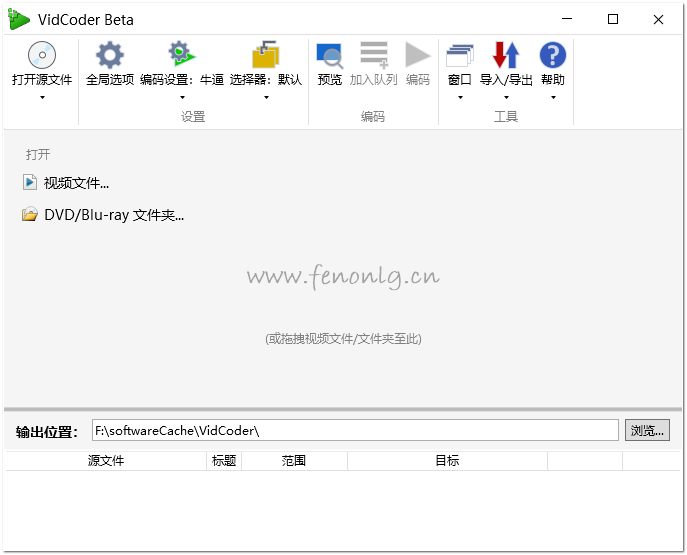 VidCoder Beta
打开源文件 全局选项 编码设置：牛逼 选择器：默认 预览 加入队列 编码 窗口 导入/导出 帮助
设置 编码 工具
打开
视频文件...
DVD/Blu-ray 文件夹...
www.fenonlg.cn
(或拖拽视频文件/文件夹至此)
输出位置： F:\softwareCache\VidCoder\ 浏览...
源文件 标题 范围 目标